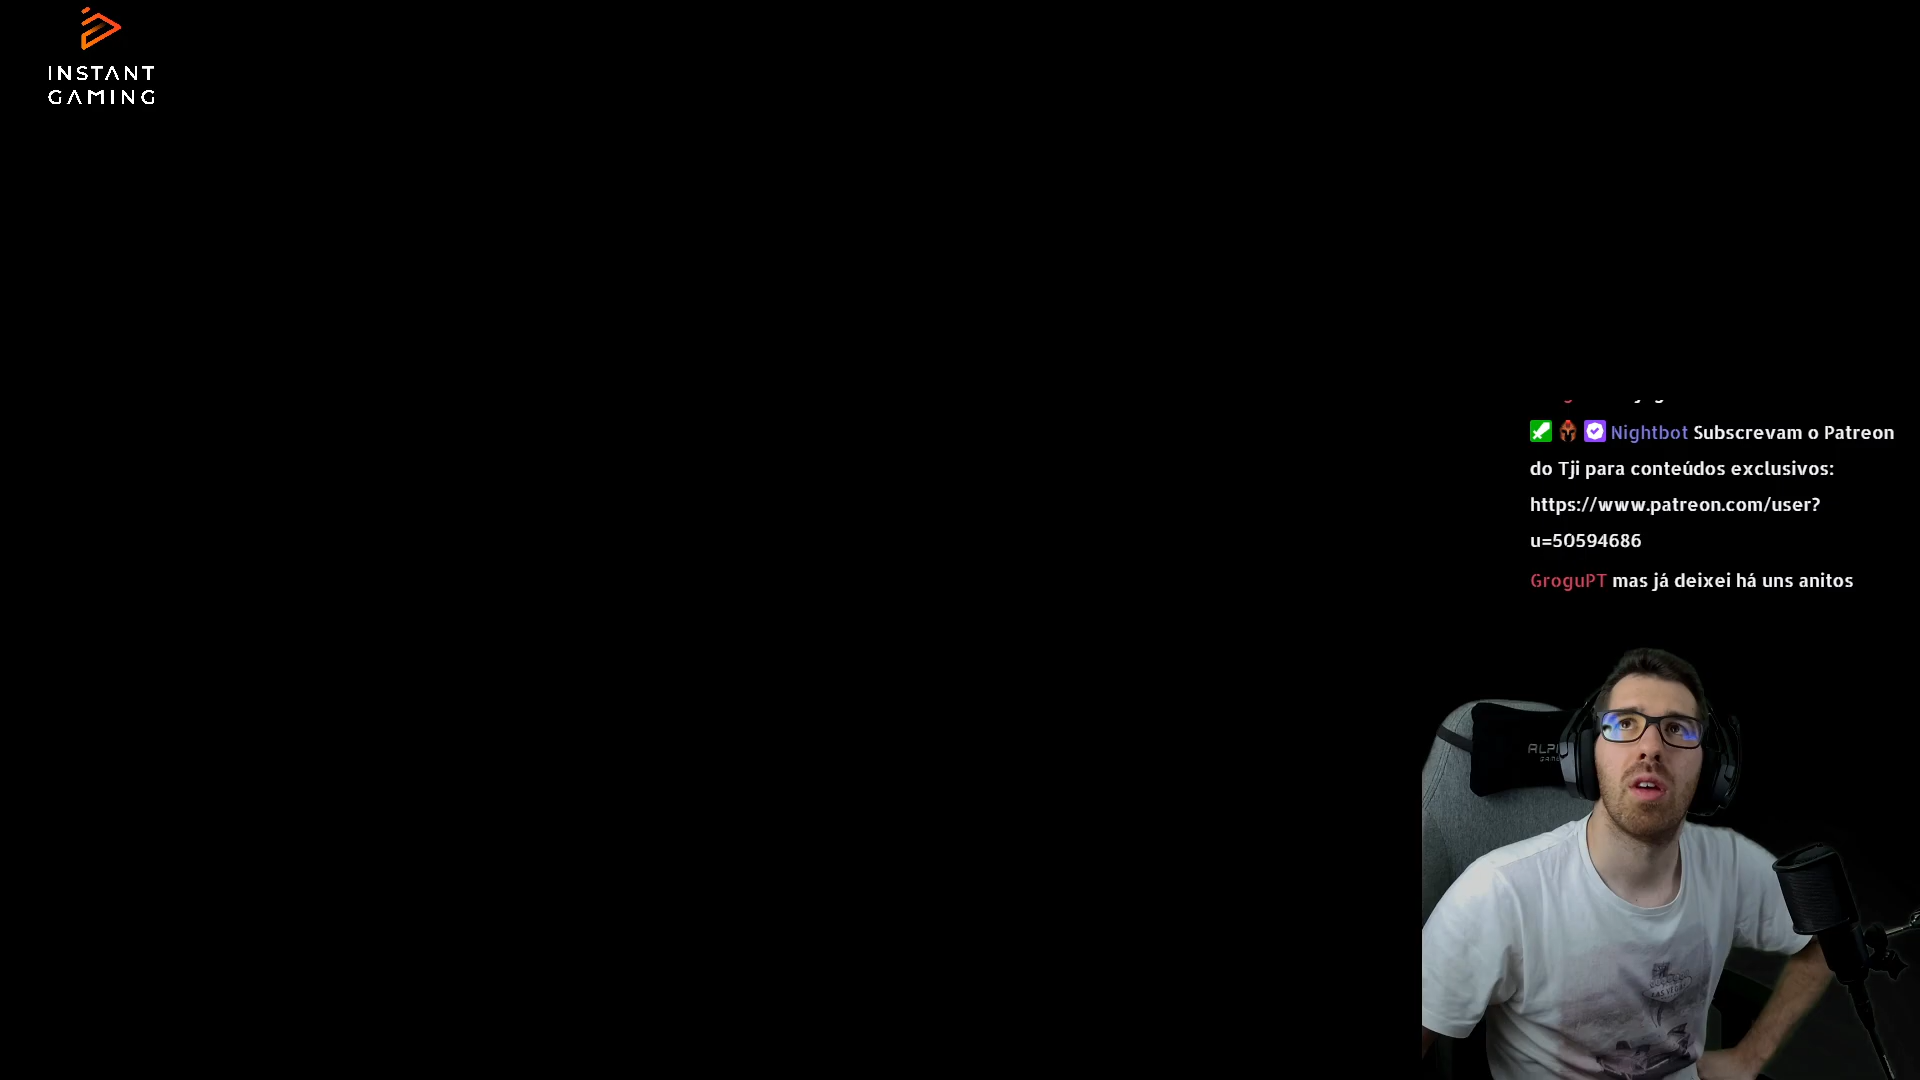 INSTANT
GAMING
Nightbot Subscrevam o Patreon
do Tji para conteúdos exclusivos:
https://www.patreon.com/user?
u=50594686
GroguPT mas já deixei há uns anitos